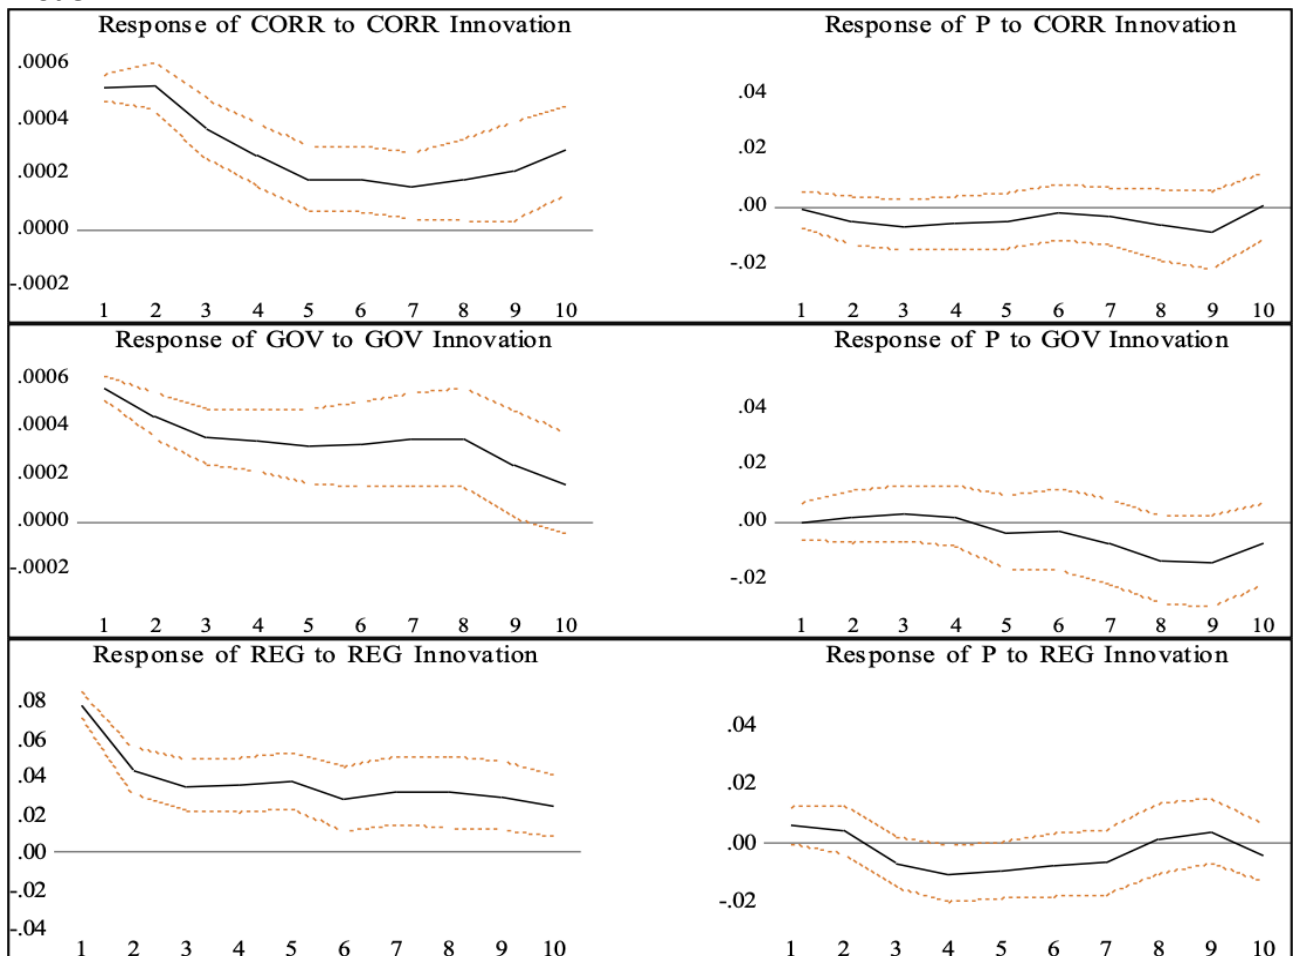 Response of CORR to CORR Innovation
.0006
.0004
.0002
.0000
-.0002
1 2 3 4 5 6 7 8 9 10
Response of P to CORR Innovation
.04
.02
.00
-.02
1 2 3 4 5 6 7 8 9 10
Response of GOV to GOV Innovation
.0006
.0004
.0002
.0000
-.0002
1 2 3 4 5 6 7 8 9 10
Response of P to GOV Innovation
.04
.02
.00
-.02
1 2 3 4 5 6 7 8 9 10
Response of REG to REG Innovation
.08
.06
.04
.02
.00
-.02
-.04
1 2 3 4 5 6 7 8 9 10
Response of P to REG Innovation
.04
.02
.00
-.02
1 2 3 4 5 6 7 8 9 10